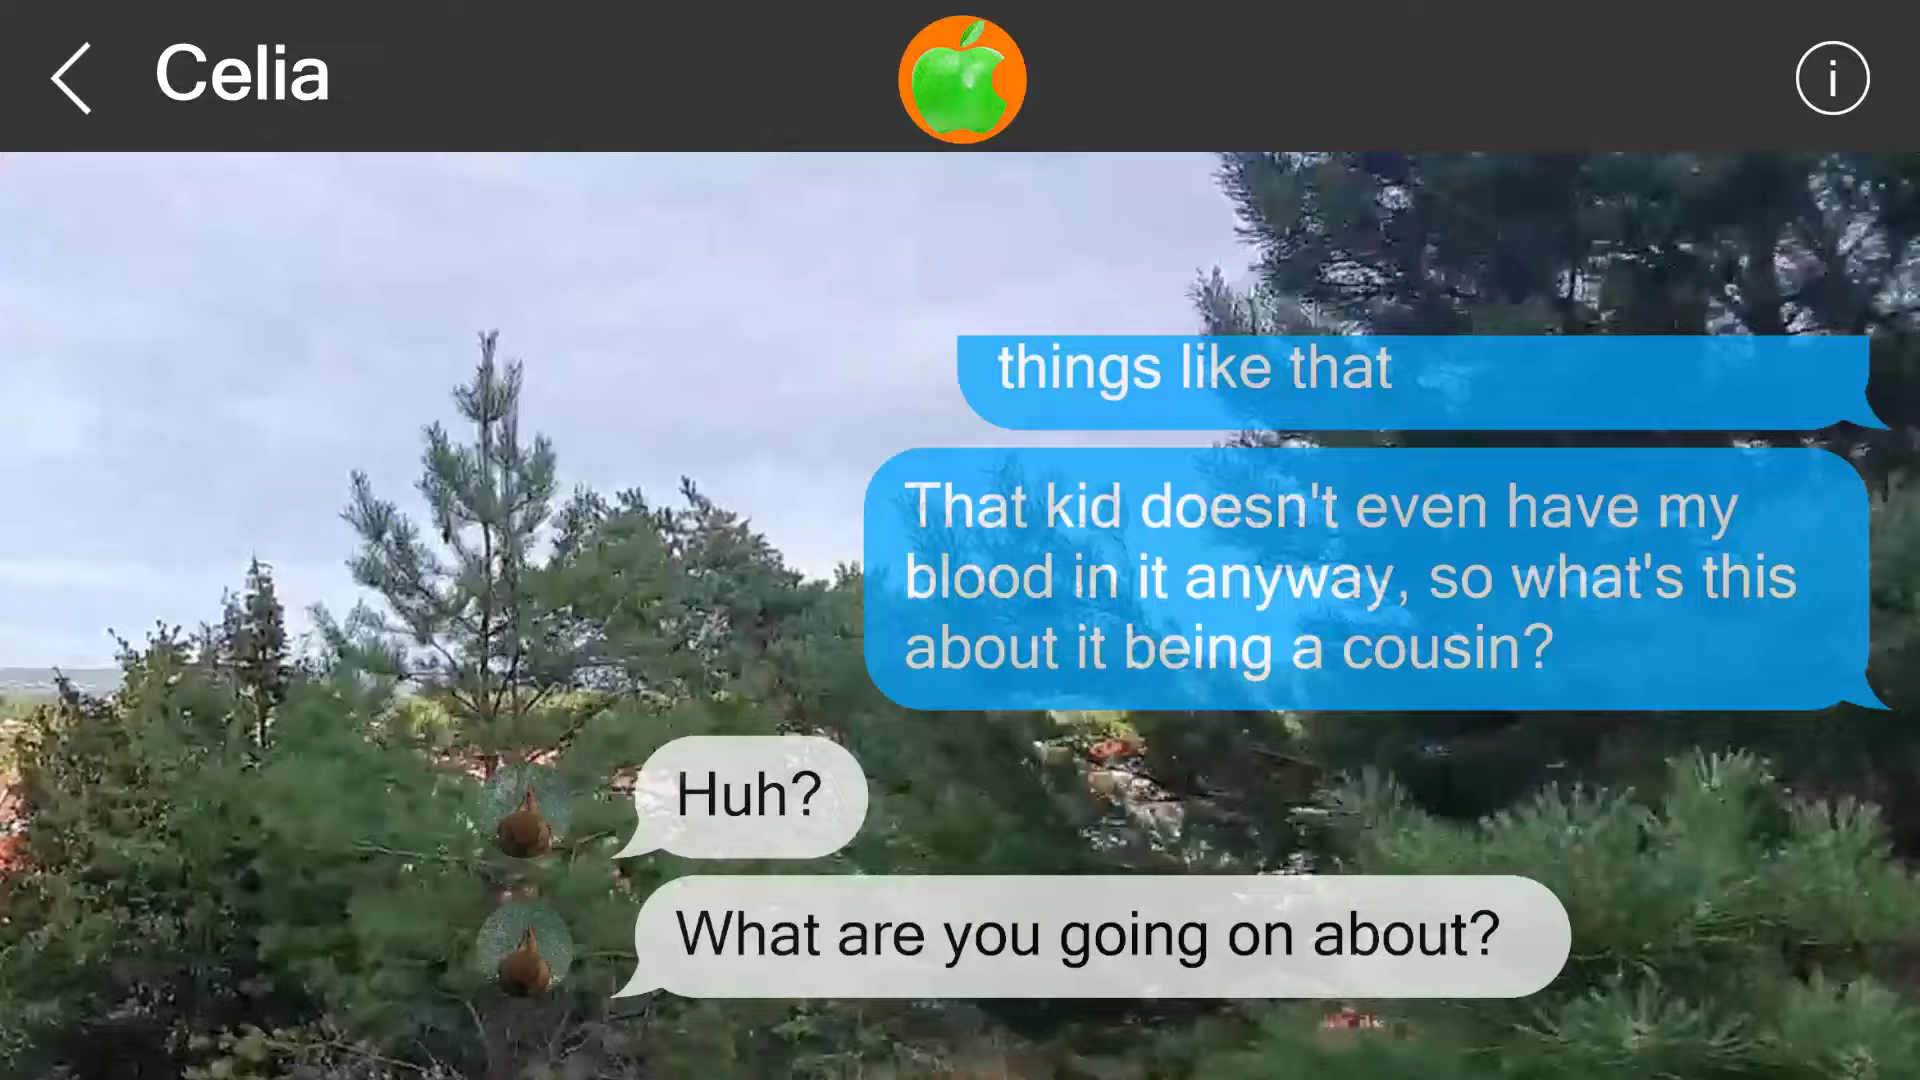 Celia
i
things like that
That kid doesn't even have my
blood in it anyway, so what's this
about it being a cousin?
Huh?
What are you going on about?